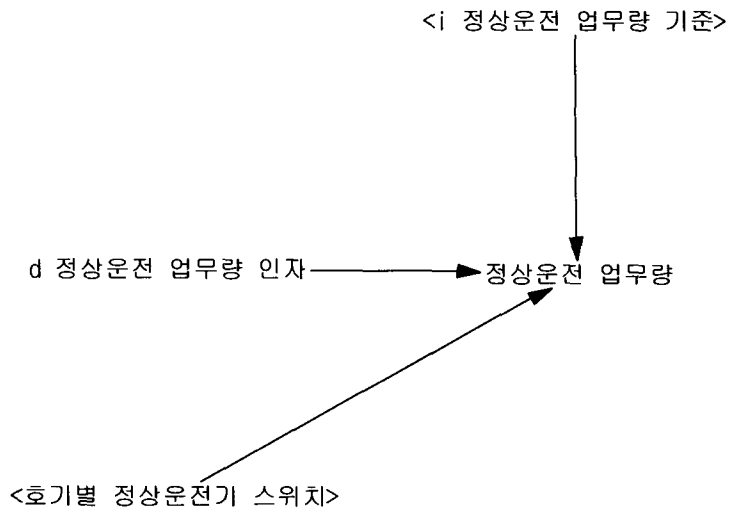 <i 정상운전 업무량 기준>
d 정상운전 업무량 인자
정상운전 업무량
<호기별 정상운전기 스위치>